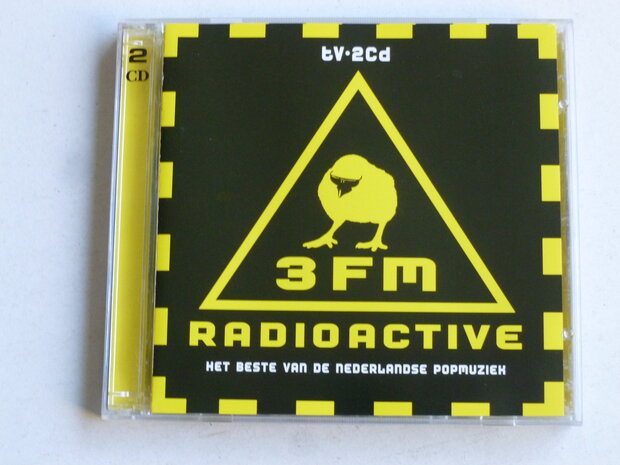 2
CD
tv·2Cd
3FM
RADIOACTIVE
HET BESTE VAN DE NEDERLANDSE POPMUZIEK